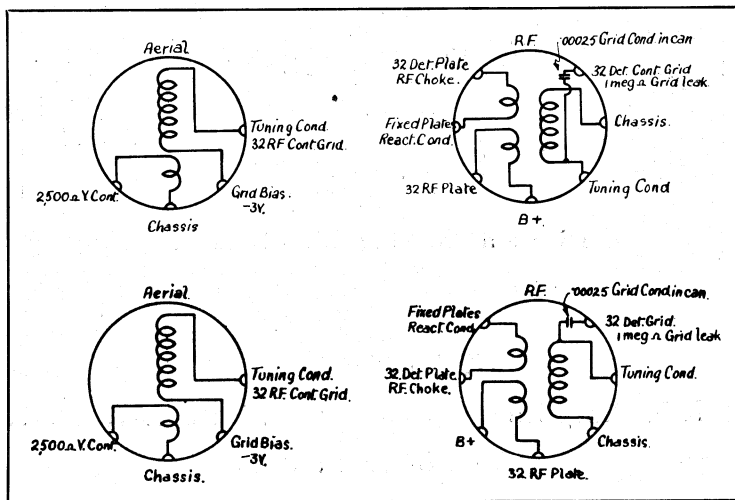 Aerial
Tuning Cond.
32 RF Cont Grid.
2,500Ω V. Cont.
Grid Bias.
-3V.
Chassis
R.F.
.00025 Grid Cond. in can
32 Det. Plate
RF Choke.
32 Det. Cont. Grid
1 meg Ω Grid leak
Fixed Plates
React. Cond.
Chassis.
32 RF Plate
Tuning Cond
B+
Aerial.
Tuning Cond.
32 RF. Cont. Grid.
2,500Ω V. Cont.
Grid Bias.
-3V.
Chassis.
R.F.
.00025 Grid Cond. in can.
Fixed Plates
React. Cond.
32 Det. Grid.
1 meg Ω Grid leak
32. Det. Plate
RF. Choke.
Tuning Cond.
B+
Chassis.
32 RF Plate.